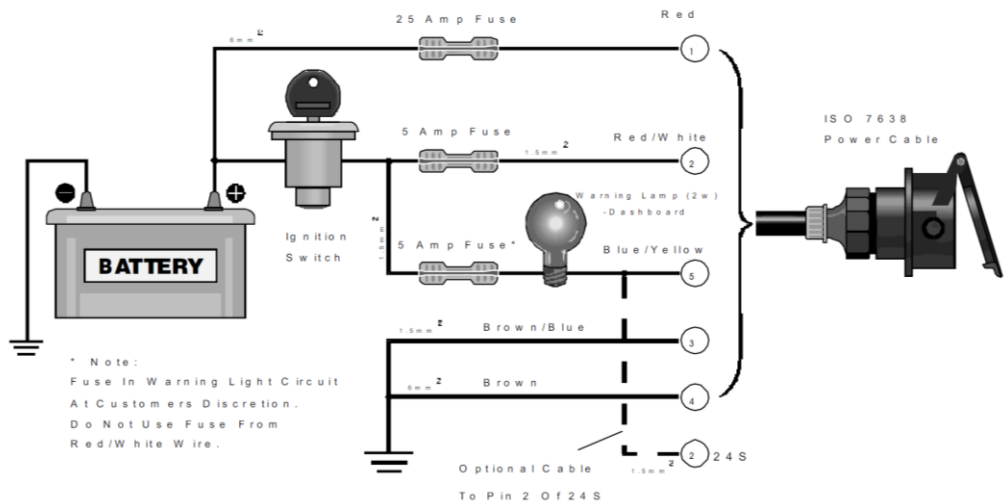 25 Amp Fuse
Red
6mm²
1
ISO 7638
Power Cable
5 Amp Fuse
Red/White
1.5mm²
2
Warning Lamp (2w)
-Dashboard
Ignition
Switch
1.5mm²
5 Amp Fuse*
Blue/Yellow
5
BATTERY
1.5mm²
Brown/Blue
3
* Note:
Fuse In Warning Light Circuit
At Customers Discretion.
Do Not Use Fuse From
Red/White Wire.
6mm²
Brown
4
2
24S
1.5mm²
Optional Cable
To Pin 2 Of 24S